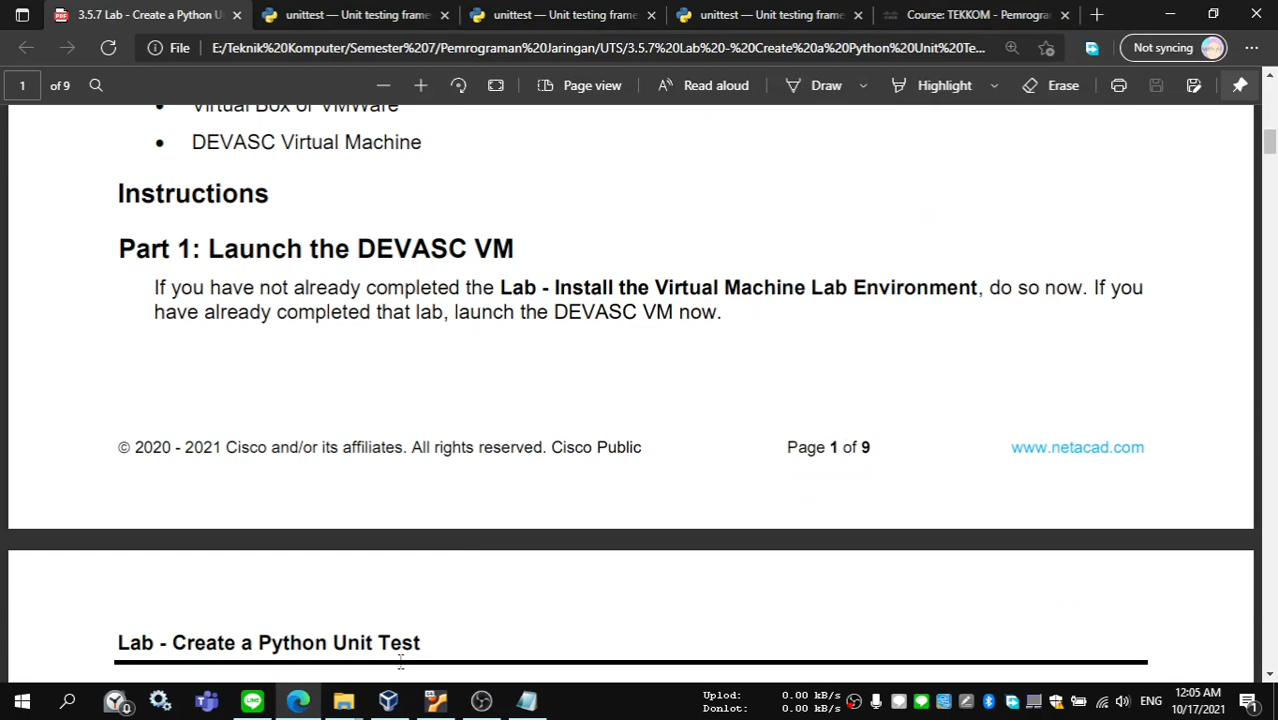 3.5.7 Lab - Create a Python U
unittest — Unit testing fram
unittest — Unit testing frame
unittest — Unit testing fram
Course: TEKKOM - Pemrogra
File
E:/Teknik%20Komputer/Semester%207/Pemrograman%20Jaringan/UTS/3.5.7%20Lab%20-%20Create%20a%20Python%20Unit%20Te...
Not syncing
1 of 9
Page view
Read aloud
Draw
Highlight
Erase
Virtual Box or VMWare
DEVASC Virtual Machine
Instructions
Part 1: Launch the DEVASC VM
If you have not already completed the Lab - Install the Virtual Machine Lab Environment, do so now. If you
have already completed that lab, launch the DEVASC VM now.
© 2020 - 2021 Cisco and/or its affiliates. All rights reserved. Cisco Public
Page 1 of 9
www.netacad.com
Lab - Create a Python Unit Test
Uplod: 0.00 kB/s
Donlot: 0.00 kB/s
ENG
12:05 AM
10/17/2021